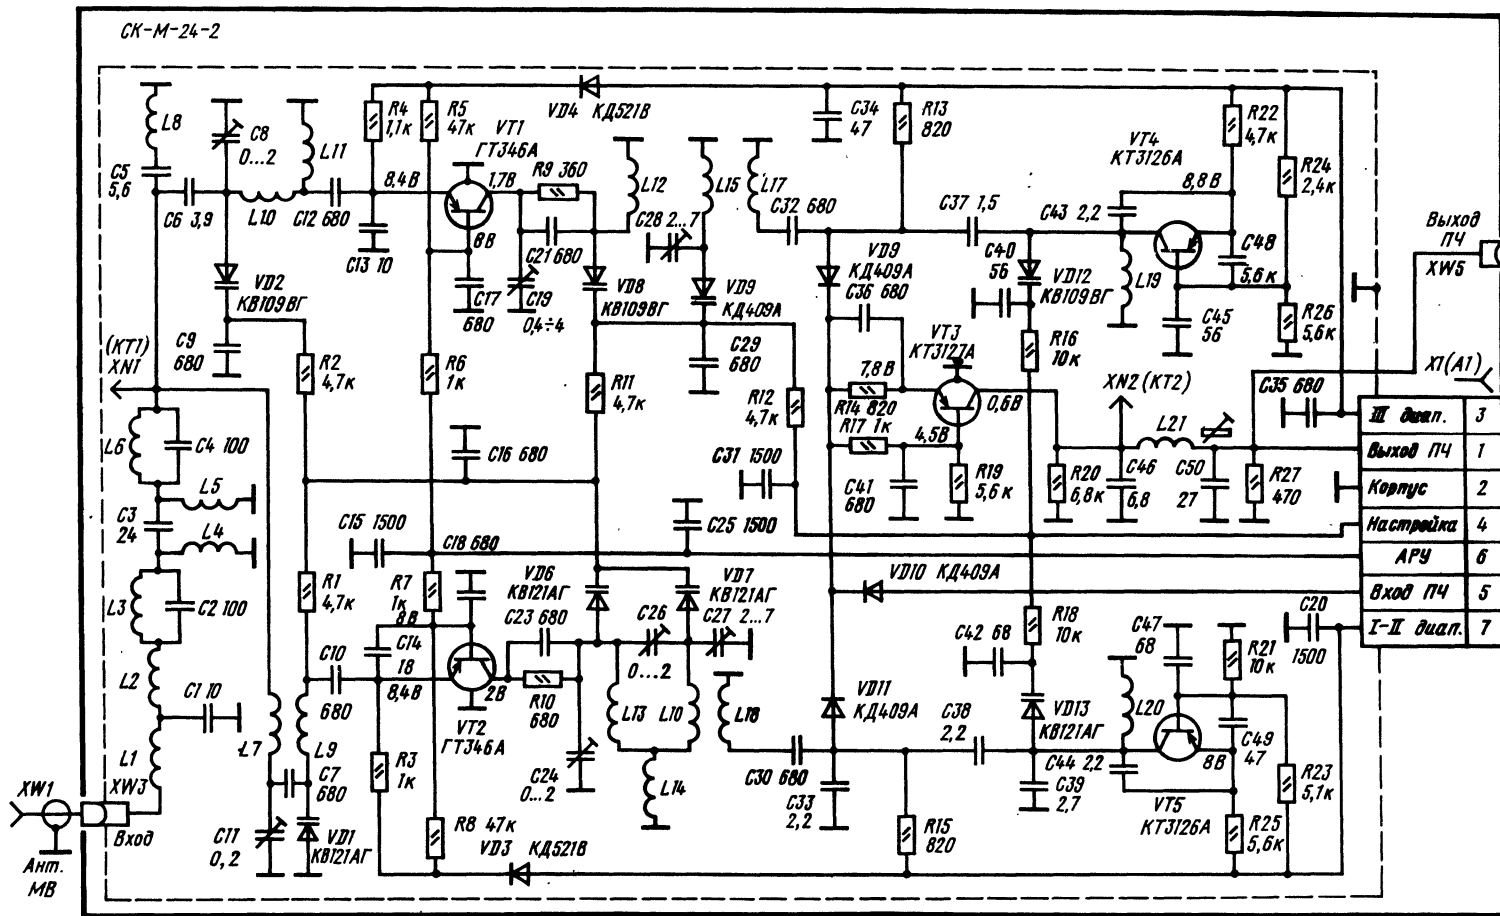 СК-М-24-2
L8
C5
5,6
C8
0...2
L11
C6 3,9
L10
C12 680
R4
1,1к
R5
47к
VD4 КД521В
VT1
ГТ346А
8,4В
1,7В
8В
R9 360
C13 10
C21 680
C17
680
C19
0,4÷4
L12
L15
L17
C28 2...7
C32 680
C34
47
R13
820
VD2
КВ109ВГ
VD8
КВ109ВГ
VD9
КД409А
VD9
КД409А
C36 680
C37 1,5
C40
56
VD12
КВ109ВГ
VT4
КТ3126А
8,8В
C43 2,2
L19
R22
4,7к
R24
2,4к
C48
5,6к
C45
56
R26
5,6к
Выход
ПЧ
XW5
(КТ1)
XN1
C9
680
R2
4,7к
R6
1к
R11
4,7к
C29
680
R12
4,7к
VT3
КТ3127А
7,8В
R14 820
R17 1к
4,5В
0,6В
R16
10к
XN2 (КТ2)
C35 680
X1(А1)
L6
C4 100
C16 680
C31 1500
C41
680
R19
5,6к
R20
6,8к
L21
C46
6,8
C50
27
R27
470
III диап. 3
Выход ПЧ 1
Корпус 2
Настройка 4
АРУ 6
Вход ПЧ 5
I-II диап. 7
L5
C3
24
L4
C15 1500
C18 680
C25 1500
L3
C2 100
R1
4,7к
R7
1к
8В
VD6
КВ121АГ
VD7
КВ121АГ
C23 680
C26
0...2
C27 2...7
VD10 КД409А
R18
10к
C42 68
C47
68
R21
10к
C20
1500
L2
C1 10
C10
680
C14
18
8,4В
2В
VT2
ГТ346А
R10
680
L13
L10
L18
VD11
КД409А
C38
2,2
VD13
КВ121АГ
L20
C49
47
8В
L1
XW3
L7
L9
C7
680
R3
1к
C24
0...2
L14
C30 680
C33
2,2
C44 2,2
C39
2,7
VT5
КТ3126А
R23
5,1к
XW1
Вход
C11
0,2
VD1
КВ121АГ
R8 47к
VD3 КД521В
R15
820
R25
5,6к
Ант.
МВ